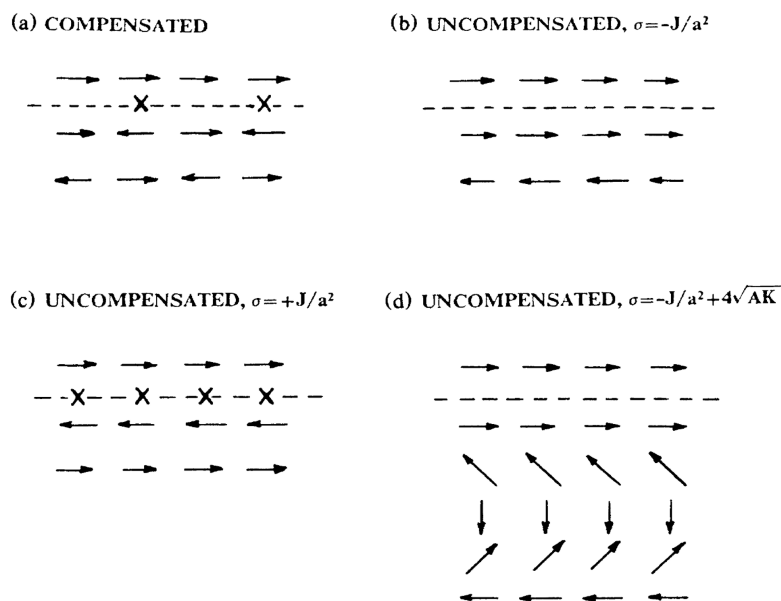 (a) COMPENSATED
(b) UNCOMPENSATED, σ=-J/a²
X X
(c) UNCOMPENSATED, σ=+J/a²
(d) UNCOMPENSATED, σ=-J/a²+4√AK
X X X X